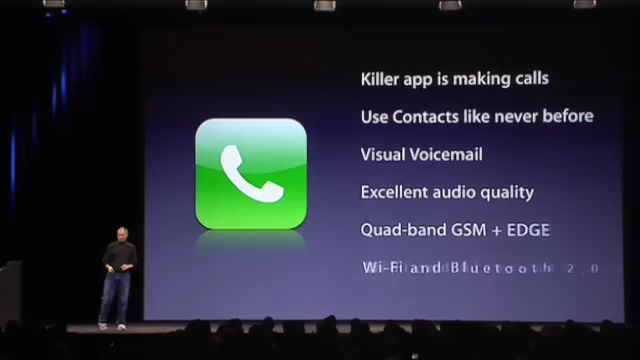 Killer app is making calls
Use Contacts like never before
Visual Voicemail
Excellent audio quality
Quad-band GSM + EDGE
Wi-Fi and Bluetooth 2.0